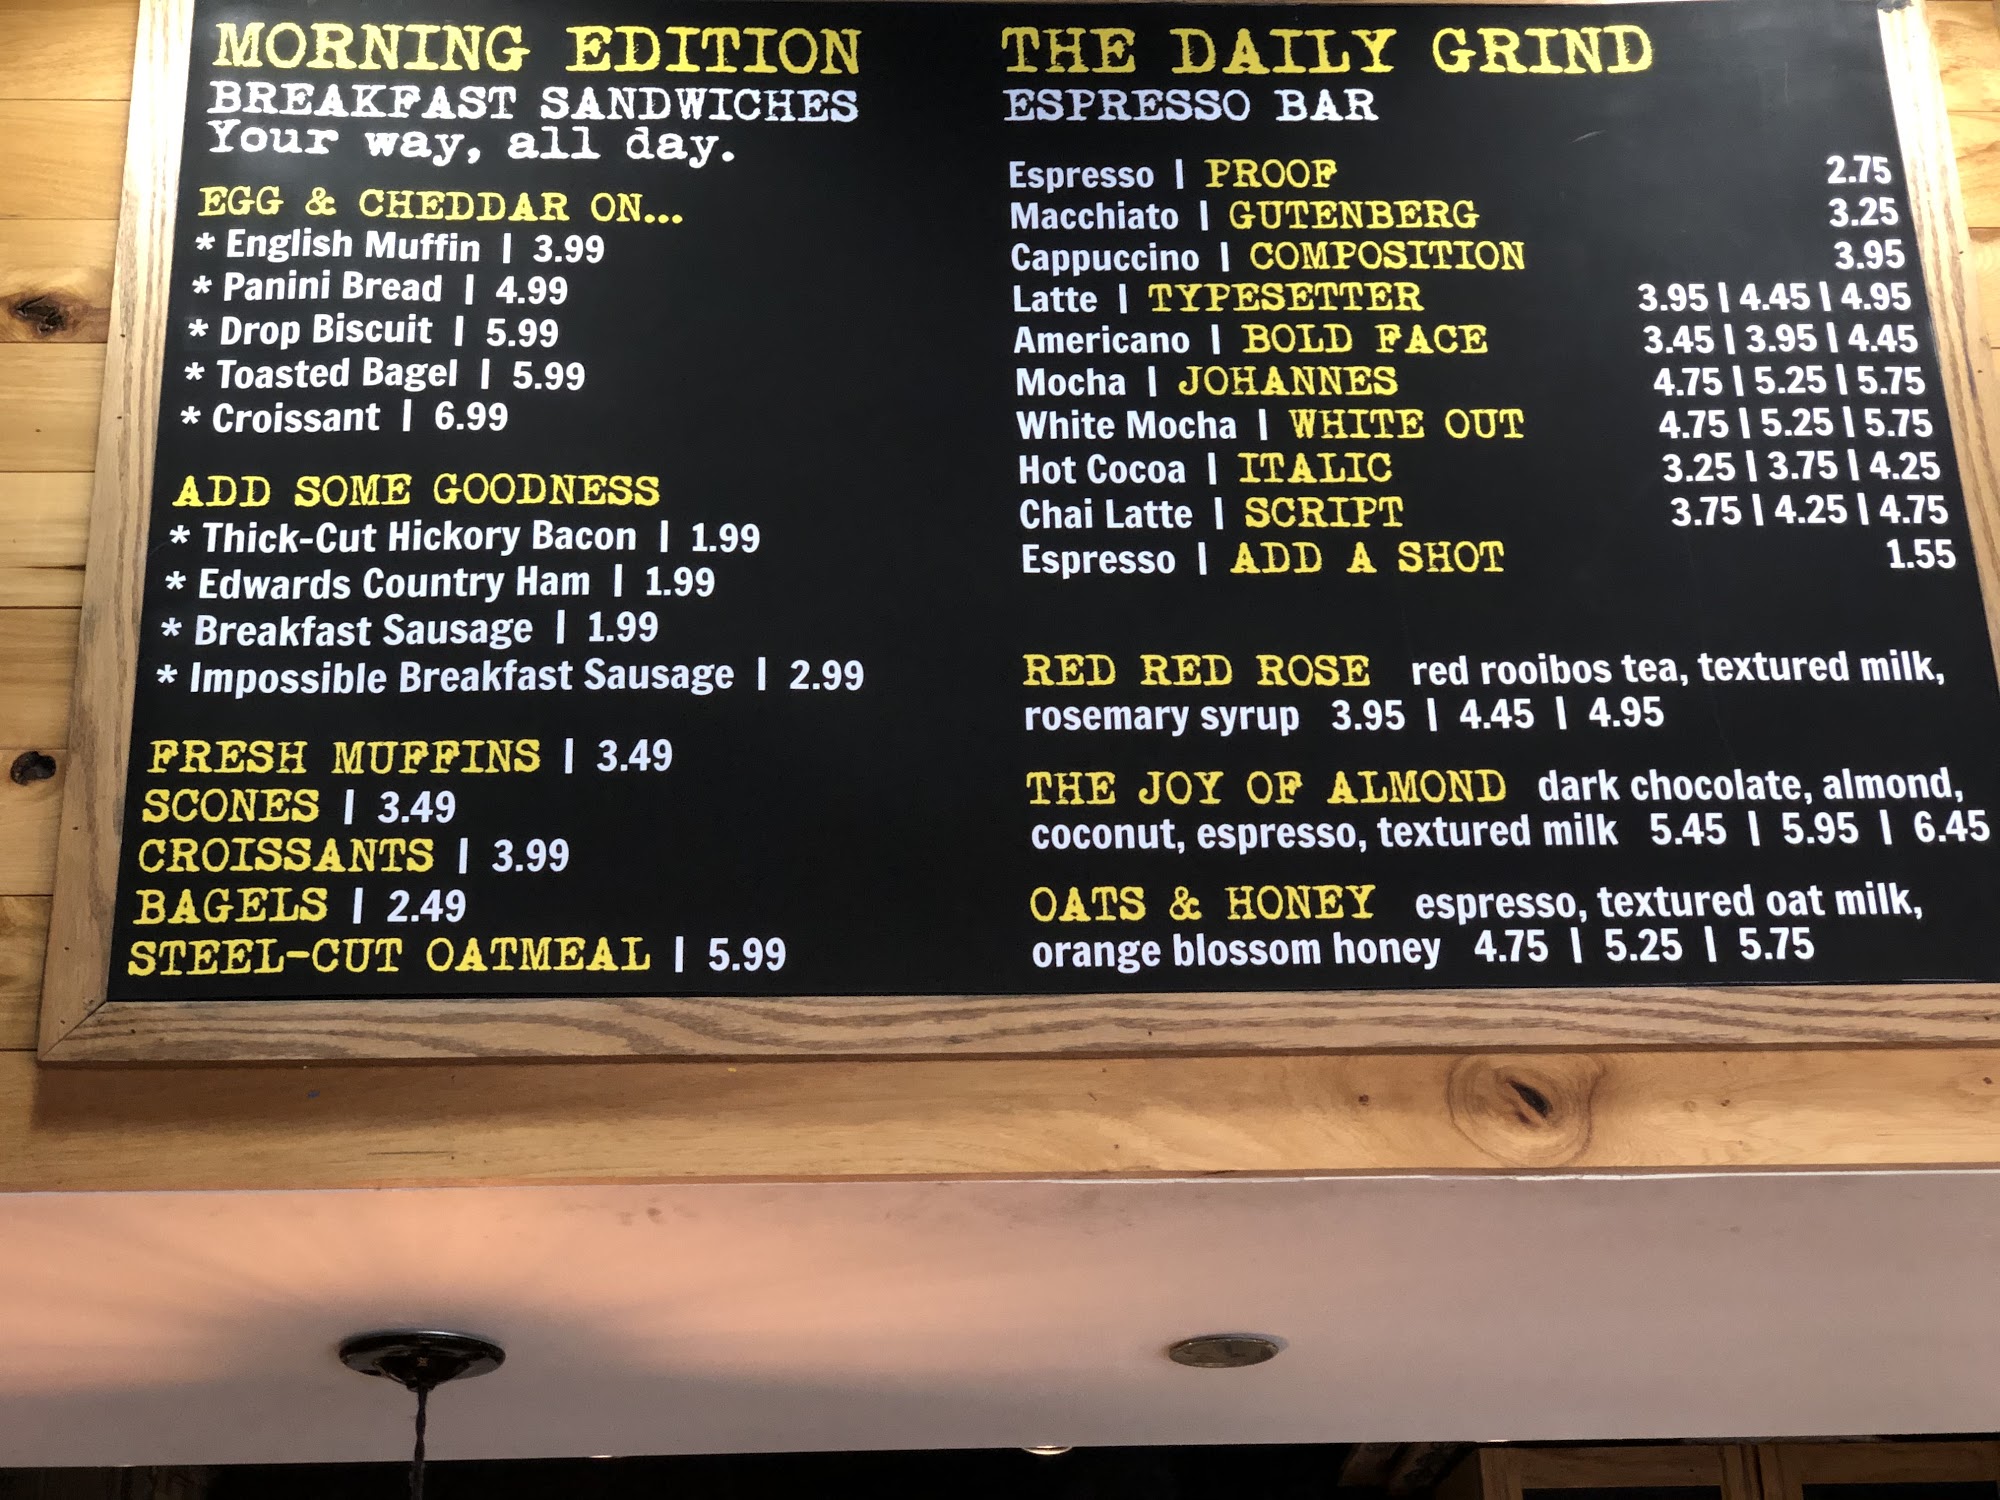 MORNING EDITION
BREAKFAST SANDWICHES
Your way, all day.
EGG & CHEDDAR ON...
* English Muffin | 3.99
* Panini Bread | 4.99
* Drop Biscuit | 5.99
* Toasted Bagel | 5.99
* Croissant | 6.99
ADD SOME GOODNESS
* Thick-Cut Hickory Bacon | 1.99
* Edwards Country Ham | 1.99
* Breakfast Sausage | 1.99
* Impossible Breakfast Sausage | 2.99
FRESH MUFFINS | 3.49
SCONES | 3.49
CROISSANTS | 3.99
BAGELS | 2.49
STEEL-CUT OATMEAL | 5.99
THE DAILY GRIND
ESPRESSO BAR
Espresso | PROOF 2.75
Macchiato | GUTENBERG 3.25
Cappuccino | COMPOSITION 3.95
Latte | TYPESETTER 3.95 | 4.45 | 4.95
Americano | BOLD FACE 3.45 | 3.95 | 4.45
Mocha | JOHANNES 4.75 | 5.25 | 5.75
White Mocha | WHITE OUT 4.75 | 5.25 | 5.75
Hot Cocoa | ITALIC 3.25 | 3.75 | 4.25
Chai Latte | SCRIPT 3.75 | 4.25 | 4.75
Espresso | ADD A SHOT 1.55
RED RED ROSE red rooibos tea, textured milk,
rosemary syrup 3.95 | 4.45 | 4.95
THE JOY OF ALMOND dark chocolate, almond,
coconut, espresso, textured milk 5.45 | 5.95 | 6.45
OATS & HONEY espresso, textured oat milk,
orange blossom honey 4.75 | 5.25 | 5.75